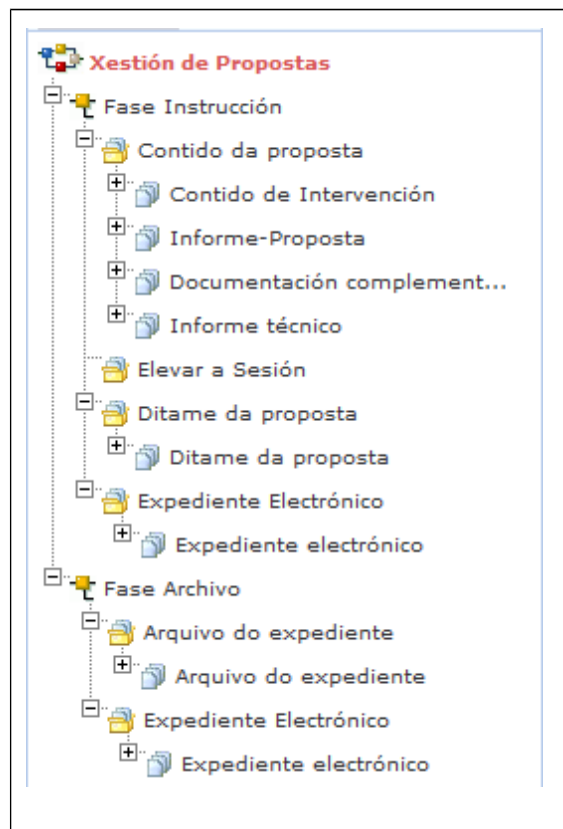 Xestión de Propostas
Fase Instrucción
Contido da proposta
Contido de Intervención
Informe-Proposta
Documentación complement...
Informe técnico
Elevar a Sesión
Ditame da proposta
Ditame da proposta
Expediente Electrónico
Expediente electrónico
Fase Archivo
Arquivo do expediente
Arquivo do expediente
Expediente Electrónico
Expediente electrónico